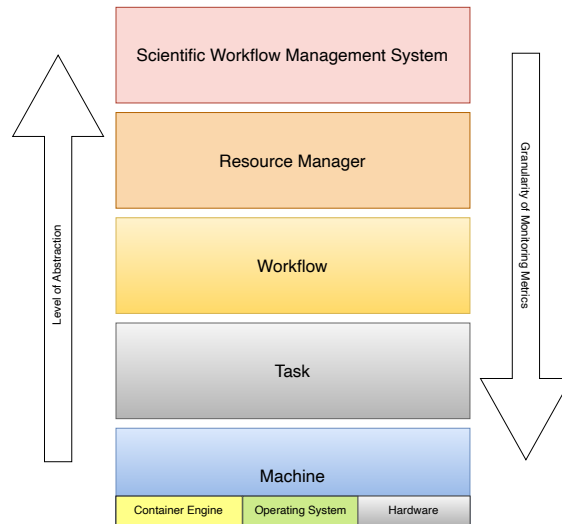 Scientific Workflow Management System
Resource Manager
Workflow
Task
Machine
Container Engine
Operating System
Hardware
Level of Abstraction
Granularity of Monitoring Metrics